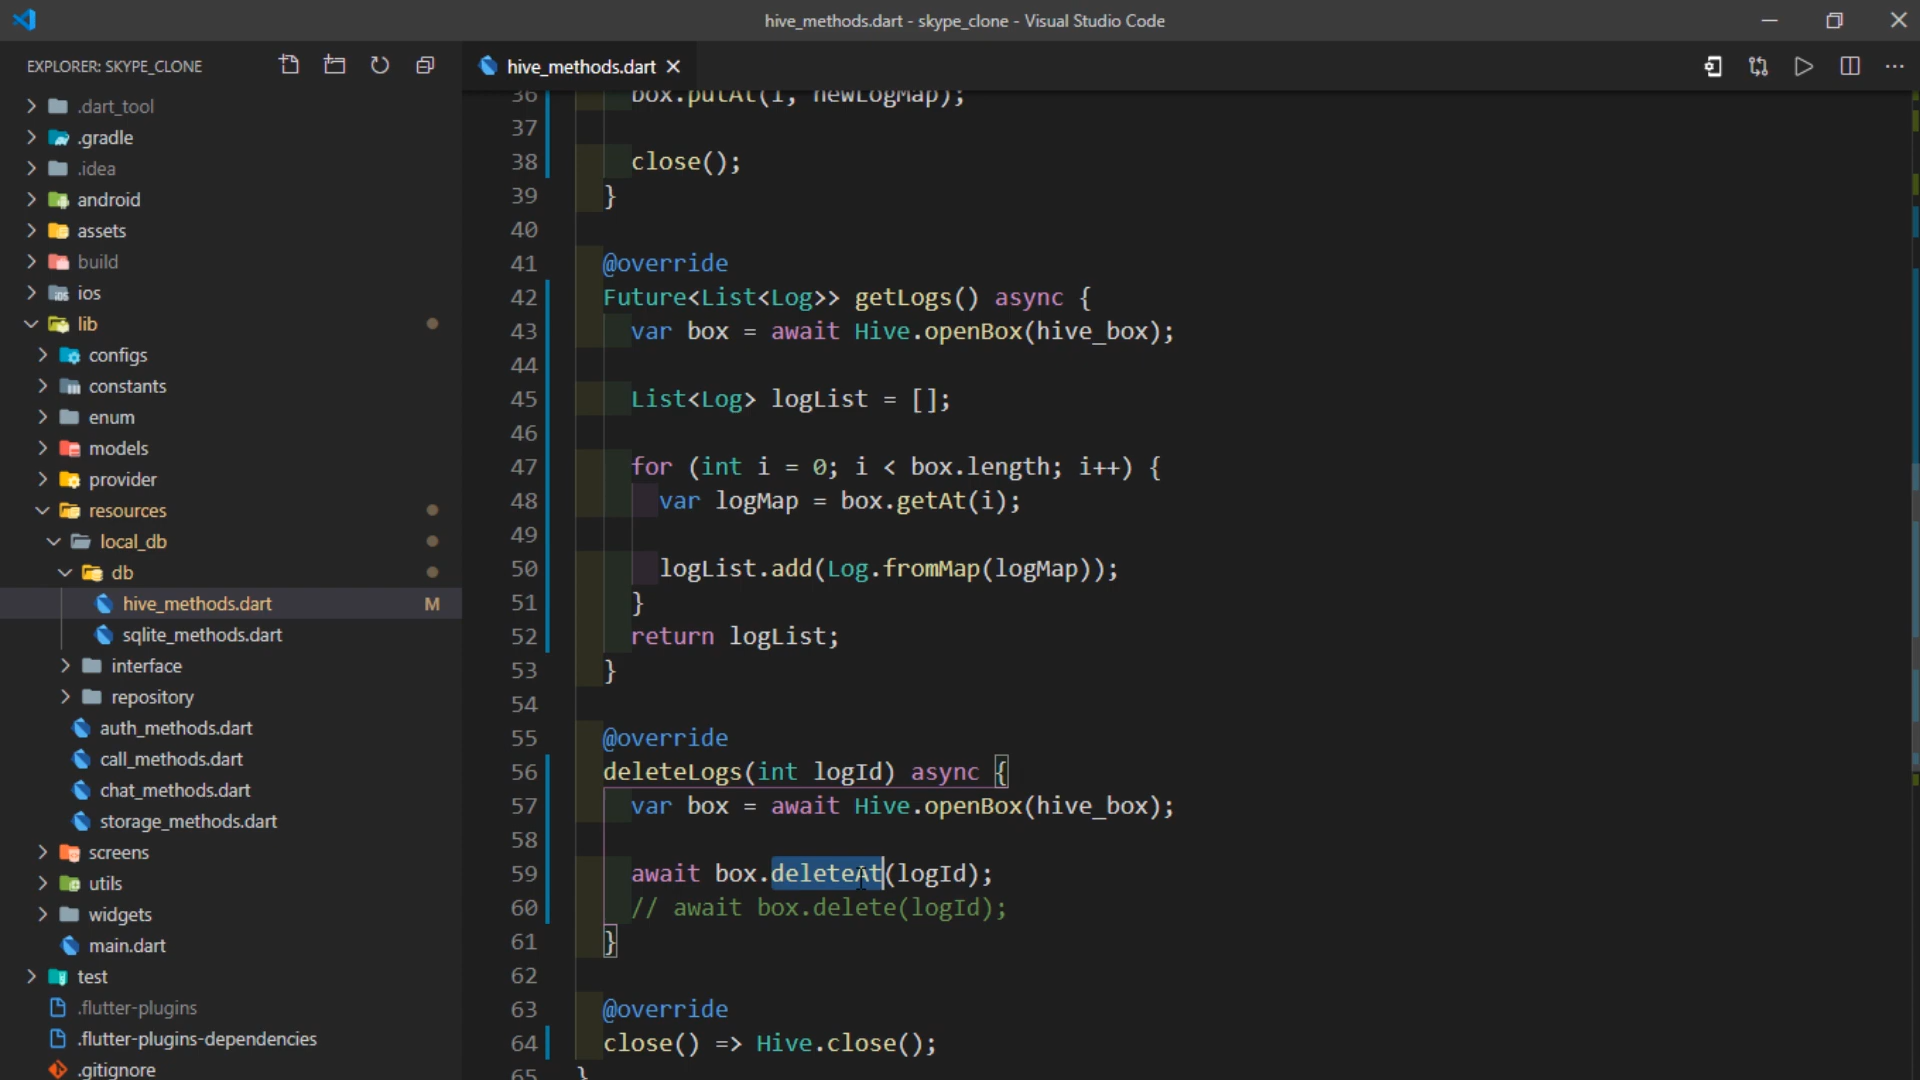 hive_methods.dart - skype_clone - Visual Studio Code
EXPLORER: SKYPE_CLONE
hive_methods.dart
.dart_tool
.gradle
.idea
android
assets
build
ios
lib
configs
constants
enum
models
provider
resources
local_db
db
hive_methods.dart M
sqlite_methods.dart
interface
repository
auth_methods.dart
call_methods.dart
chat_methods.dart
storage_methods.dart
screens
utils
widgets
main.dart
test
.flutter-plugins
.flutter-plugins-dependencies
.gitignore
36 box.putAt(i, newLogMap);
37
38 close();
39 }
40
41 @override
42 Future<List<Log>> getLogs() async {
43 var box = await Hive.openBox(hive_box);
44
45 List<Log> logList = [];
46
47 for (int i = 0; i < box.length; i++) {
48 var logMap = box.getAt(i);
49
50 logList.add(Log.fromMap(logMap));
51 }
52 return logList;
53 }
54
55 @override
56 deleteLogs(int logId) async {
57 var box = await Hive.openBox(hive_box);
58
59 await box.deleteAt(logId);
60 // await box.delete(logId);
61 }
62
63 @override
64 close() => Hive.close();
65 }